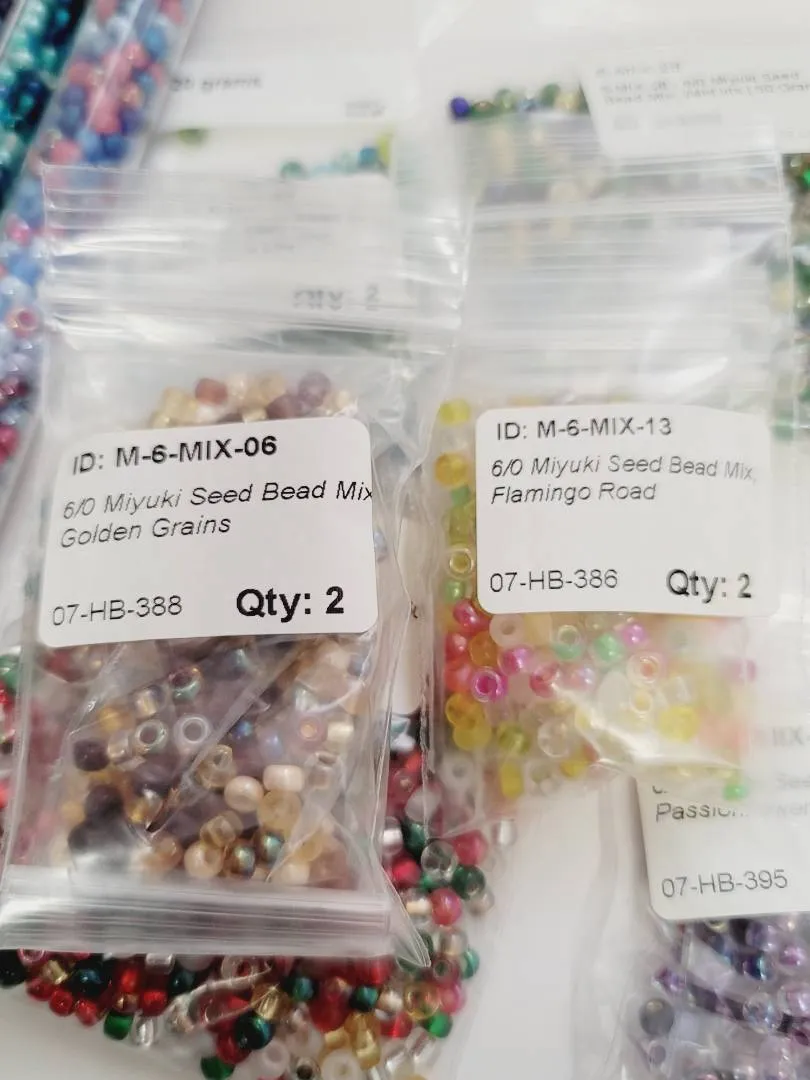 grams
Qty: 2
ID: M-6-MIX-06
6/0 Miyuki Seed Bead Mix
Golden Grains
07-HB-388 Qty: 2
ID: M-6-MIX-13
6/0 Miyuki Seed Bead Mix,
Flamingo Road
07-HB-386 Qty: 2
07-HB-395